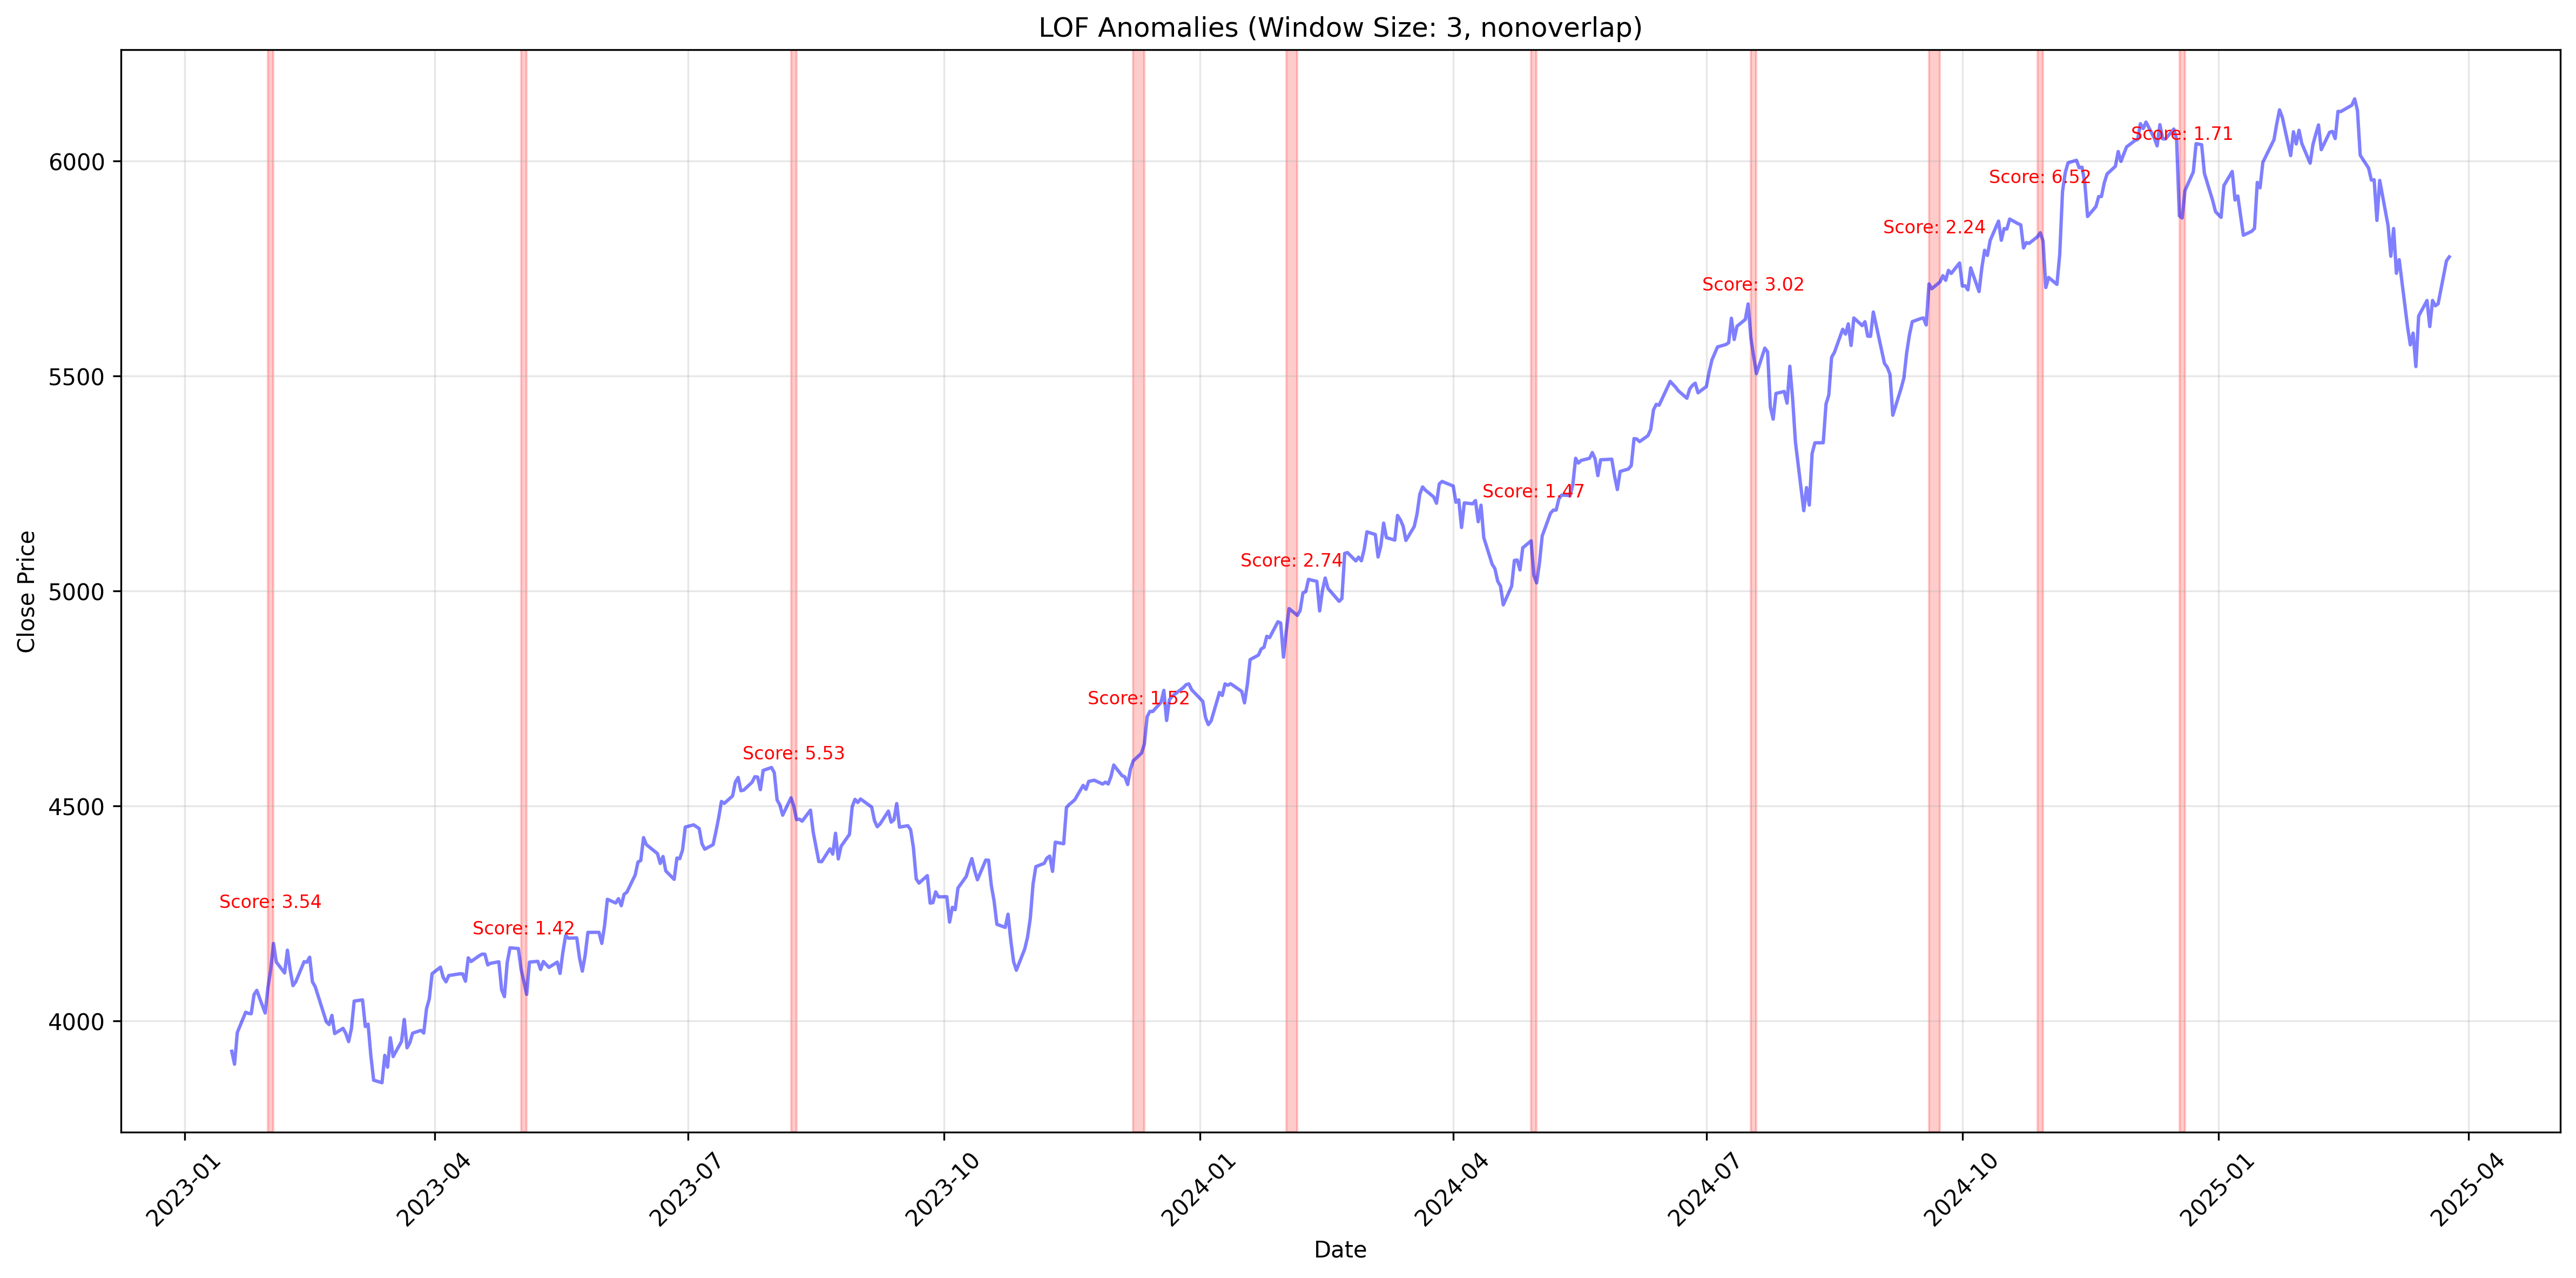 LOF Anomalies (Window Size: 3, nonoverlap)
Close Price
6000
5500
5000
4500
4000
Score: 3.54
Score: 1.42
Score: 5.53
Score: 1.52
Score: 2.74
Score: 1.47
Score: 3.02
Score: 2.24
Score: 6.52
Score: 1.71
2023-01
2023-04
2023-07
2023-10
2024-01
2024-04
2024-07
2024-10
2025-01
2025-04
Date